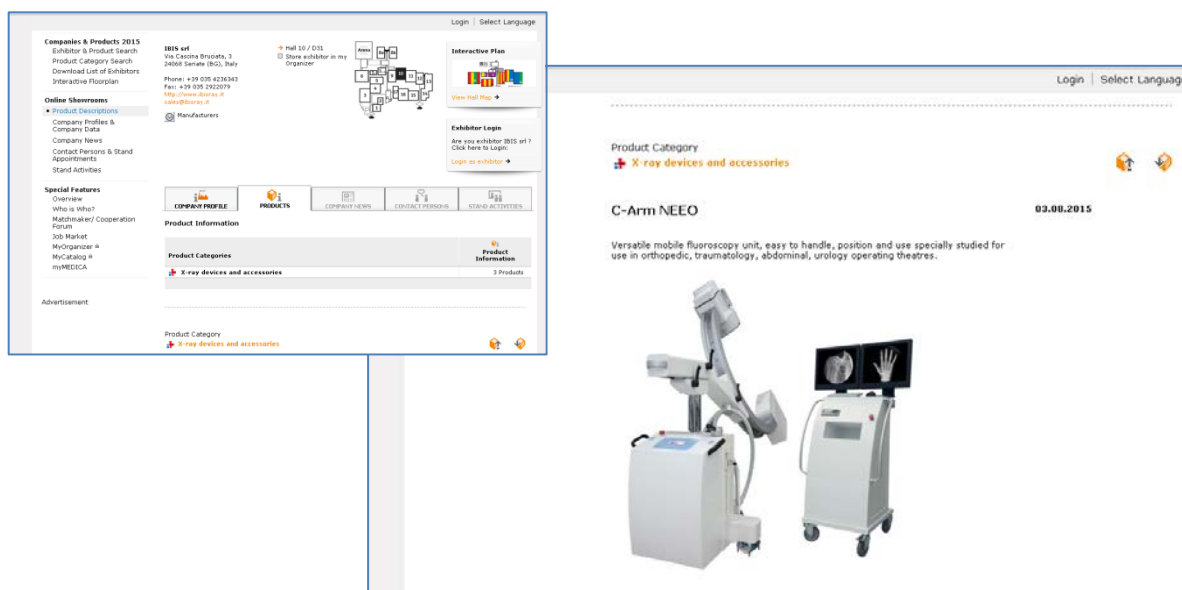 Login | Select Language
Companies & Products 2015
Exhibitor & Product Search
Product Category Search
Download List of Exhibitors
Interactive Floorplan
Online Showrooms
Product Descriptions
Company Profiles &
Company Data
Company News
Contact Persons & Stand
Appointments
Stand Activities
Special Features
Overview
Who is Who?
Matchmaker/ Cooperation
Forum
Job Market
MyOrganizer
MyCatalog
myMEDICA
Advertisement
IBIS srl
Via Cascina Bruciata, 3
24068 Seriate (BG), Italy
Phone: +39 035 4236343
Fax: +39 035 2922079
http://www.ibisray.it
sales@ibisray.it
Manufacturers
Hall 10 / D31
Store exhibitor in my
Organizer
Interactive Plan
View Hall Map
Exhibitor Login
Are you exhibitor IBIS srl ?
Click here to Login:
Login as exhibitor
COMPANY PROFILE
PRODUCTS
COMPANY NEWS
CONTACT PERSONS
STAND ACTIVITIES
Product Information
Product Categories
Product
Information
X-ray devices and accessories
3 Products
Product Category
X-ray devices and accessories
Login | Select Language
Product Category
X-ray devices and accessories
C-Arm NEEO
03.08.2015
Versatile mobile fluoroscopy unit, easy to handle, position and use specially studied for
use in orthopedic, traumatology, abdominal, urology operating theatres.